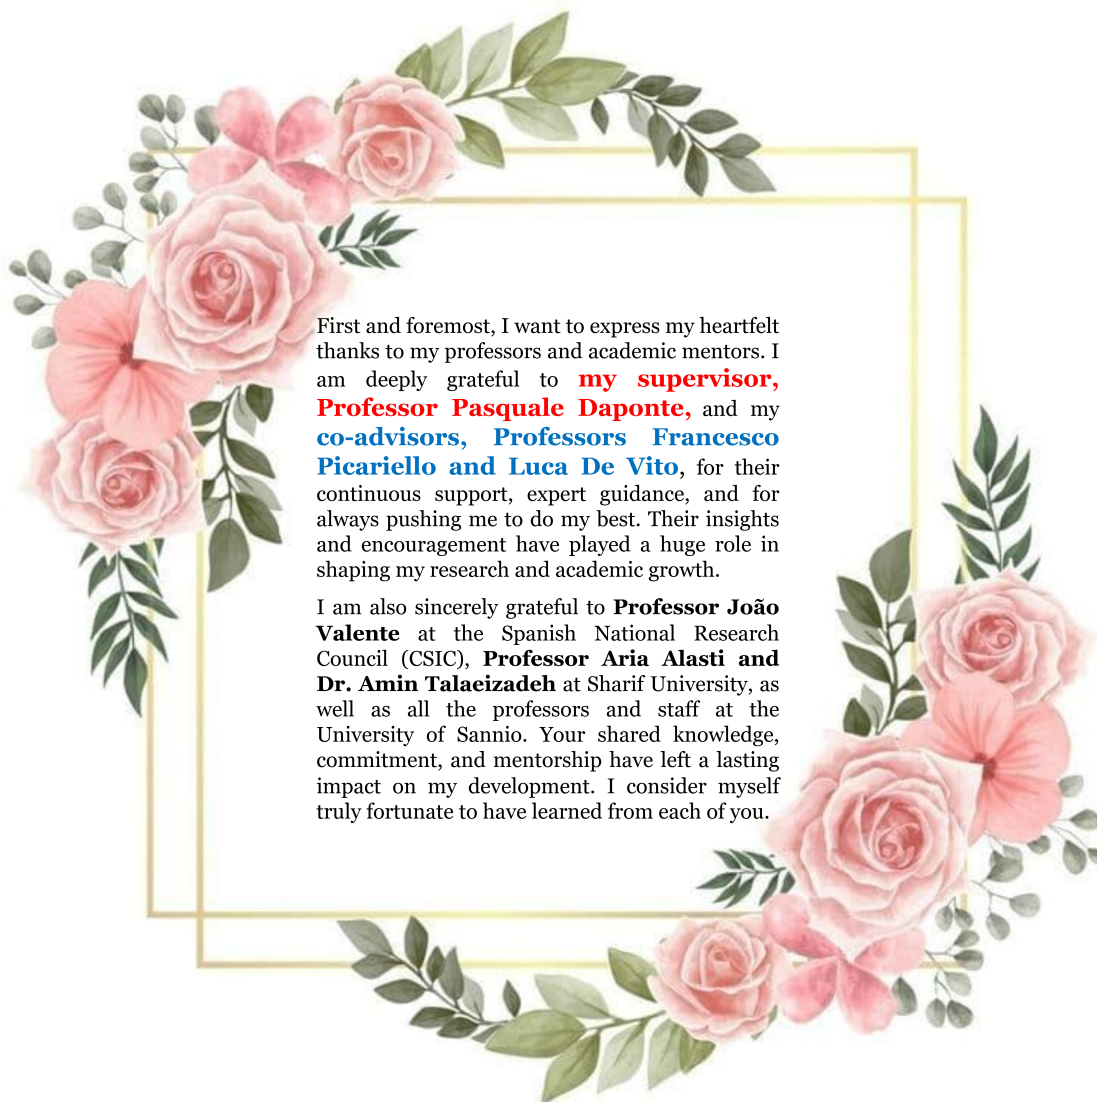 First and foremost, I want to express my heartfelt
thanks to my professors and academic mentors. I
am deeply grateful to my supervisor,
Professor Pasquale Daponte, and my
co-advisors, Professors Francesco
Picariello and Luca De Vito, for their
continuous support, expert guidance, and for
always pushing me to do my best. Their insights
and encouragement have played a huge role in
shaping my research and academic growth.
I am also sincerely grateful to Professor João
Valente at the Spanish National Research
Council (CSIC), Professor Aria Alasti and
Dr. Amin Talaeizadeh at Sharif University, as
well as all the professors and staff at the
University of Sannio. Your shared knowledge,
commitment, and mentorship have left a lasting
impact on my development. I consider myself
truly fortunate to have learned from each of you.